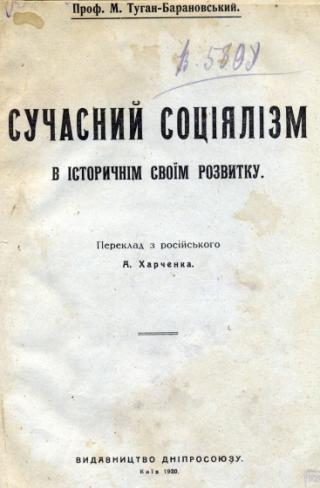 Проф. М. Туган-Барановський.
СУЧАСНИЙ СОЦІЯЛІЗМ
В ІСТОРИЧНІМ СВОЇМ РОЗВИТКУ.
Переклад з російського
А. Харченка.
ВИДАВНИЦТВО ДНІПРОСОЮЗУ.
Київ 1920.